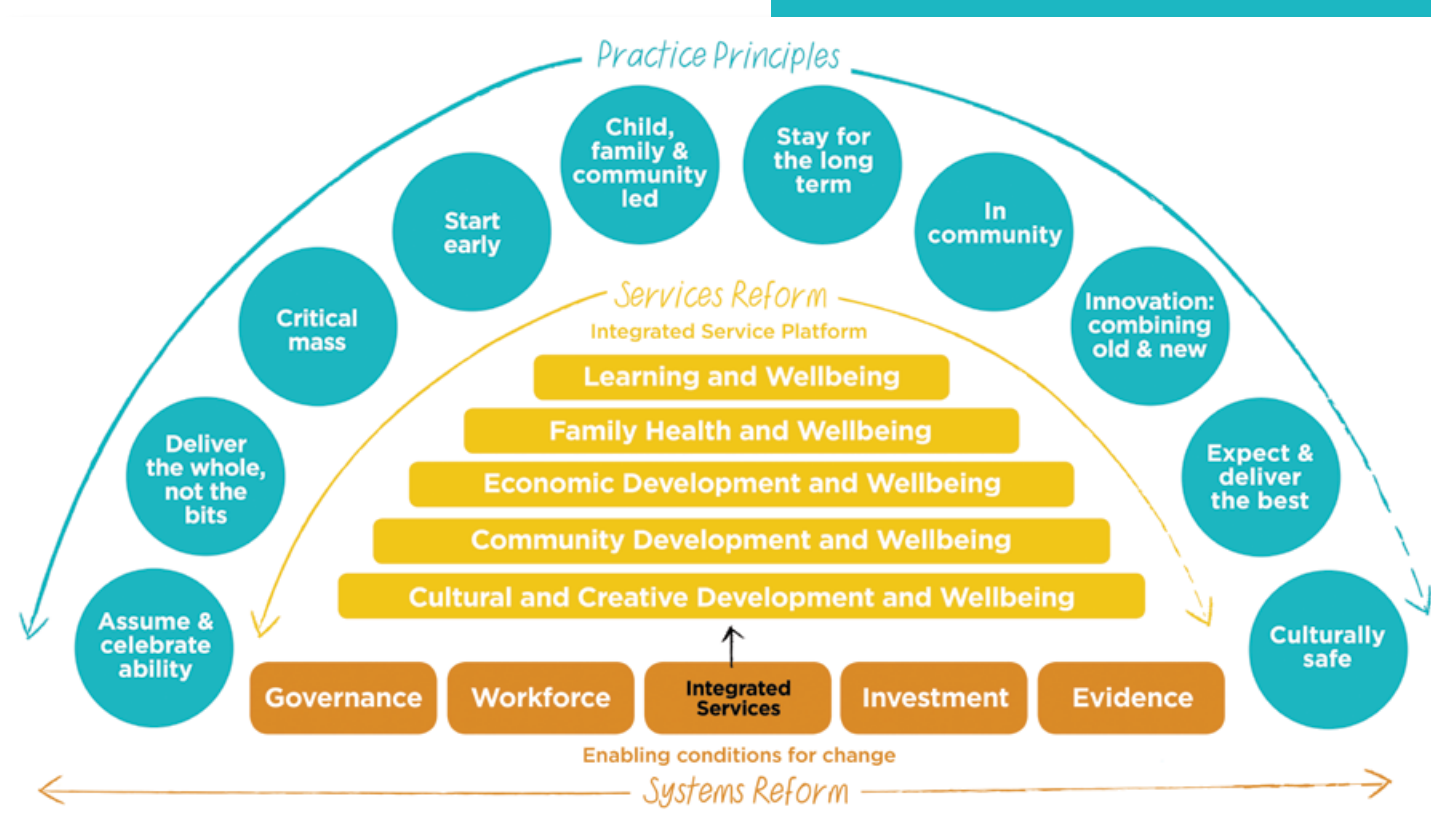 Practice Principles
Child,
family &
community
led
Stay for
the long
term
Start
early
In
community
Critical
mass
Innovation:
combining
old & new
Deliver
the whole,
not the
bits
Expect &
deliver
the best
Assume &
celebrate
ability
Culturally
safe
Services Reform
Integrated Service Platform
Learning and Wellbeing
Family Health and Wellbeing
Economic Development and Wellbeing
Community Development and Wellbeing
Cultural and Creative Development and Wellbeing
Governance
Workforce
Integrated
Services
Investment
Evidence
Enabling conditions for change
Systems Reform